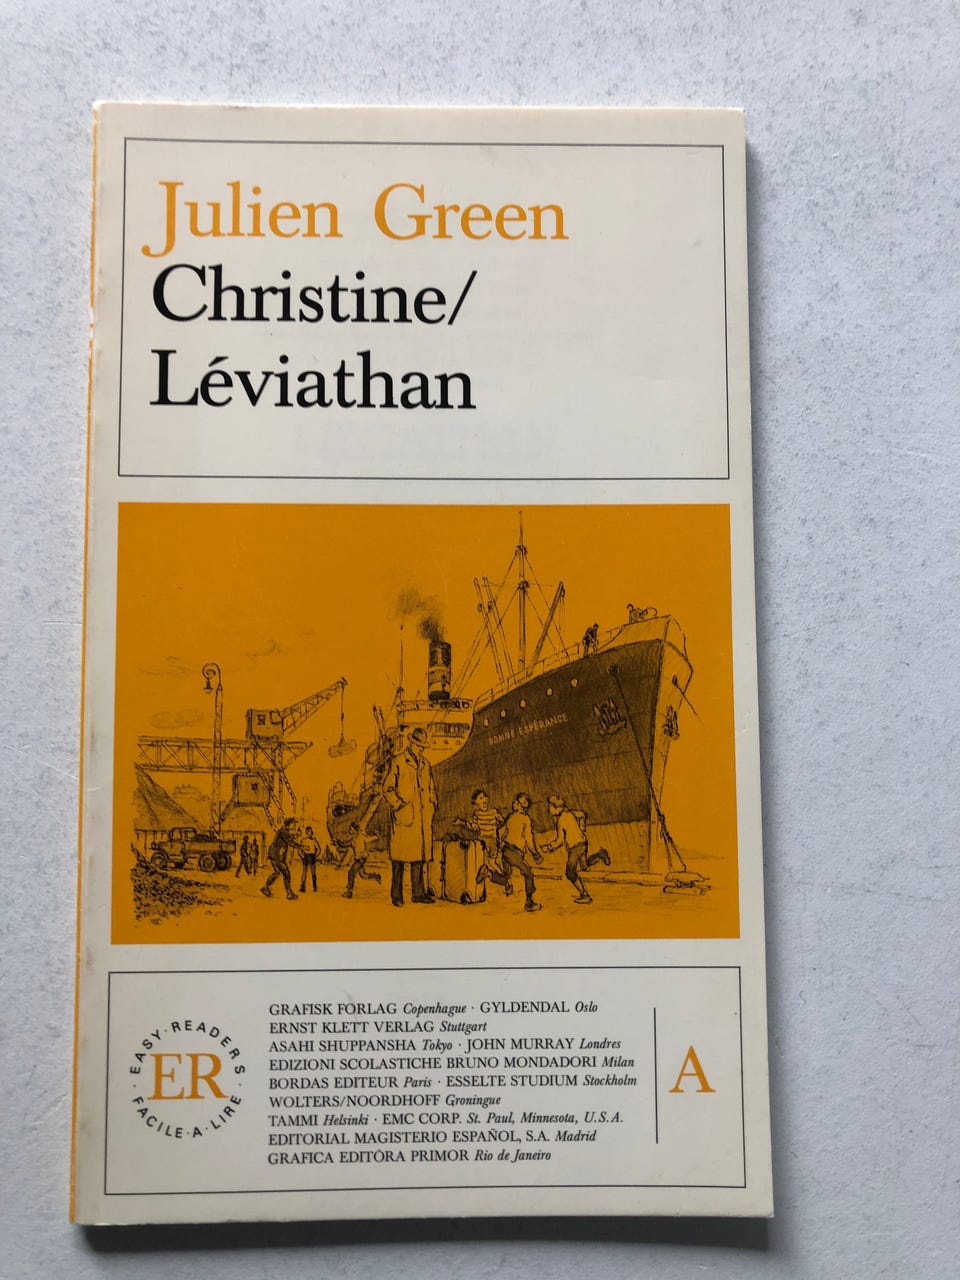 Julien Green
Christine/
Léviathan
BONNE ESPÉRANCE
EASY · READERS
ER
FACILE · A · LIRE
GRAFISK FORLAG Copenhague · GYLDENDAL Oslo
ERNST KLETT VERLAG Stuttgart
ASAHI SHUPPANSHA Tokyo · JOHN MURRAY Londres
EDIZIONI SCOLASTICHE BRUNO MONDADORI Milan
BORDAS EDITEUR Paris · ESSELTE STUDIUM Stockholm
WOLTERS/NOORDHOFF Groningue
TAMMI Helsinki · EMC CORP. St. Paul, Minnesota, U.S.A.
EDITORIAL MAGISTERIO ESPAÑOL, S.A. Madrid
GRAFICA EDITÔRA PRIMOR Rio de Janeiro
A